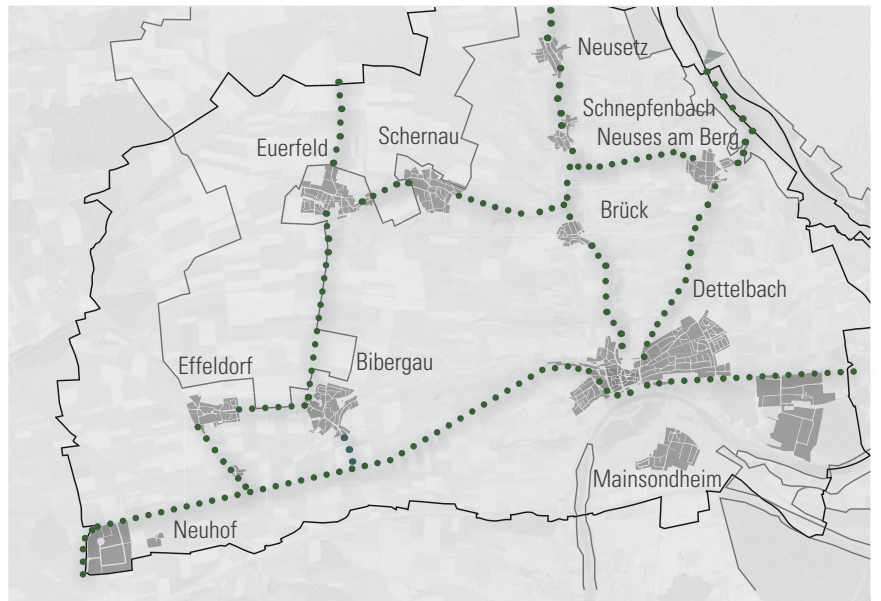 Neusetz
Schnepfenbach
Neuses am Berg
Euerfeld
Schernau
Brück
Dettelbach
Effeldorf
Bibergau
Mainsondheim
Neuhof